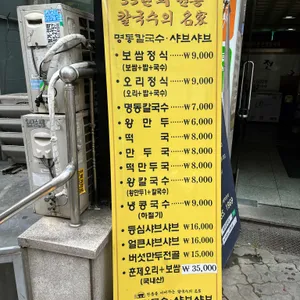 칼국수의 名家
명동칼국수·샤브샤브
보쌈정식 ₩9,000
(보쌈+밥+국수)
오리정식 ₩9,000
(오리+밥+국수)
명동칼국수 ₩7,000
왕만두 ₩6,000
떡국 ₩8,000
만두국 ₩8,000
떡만두국 ₩8,000
왕칼국수 ₩8,000
(왕만두+칼국수)
냉콩국수 ₩9,000
(하절기)
등심샤브샤브 ₩16,000
얼큰샤브샤브 ₩16,000
버섯만두전골 ₩15,000
훈제오리+보쌈 ₩35,000
(국내산)